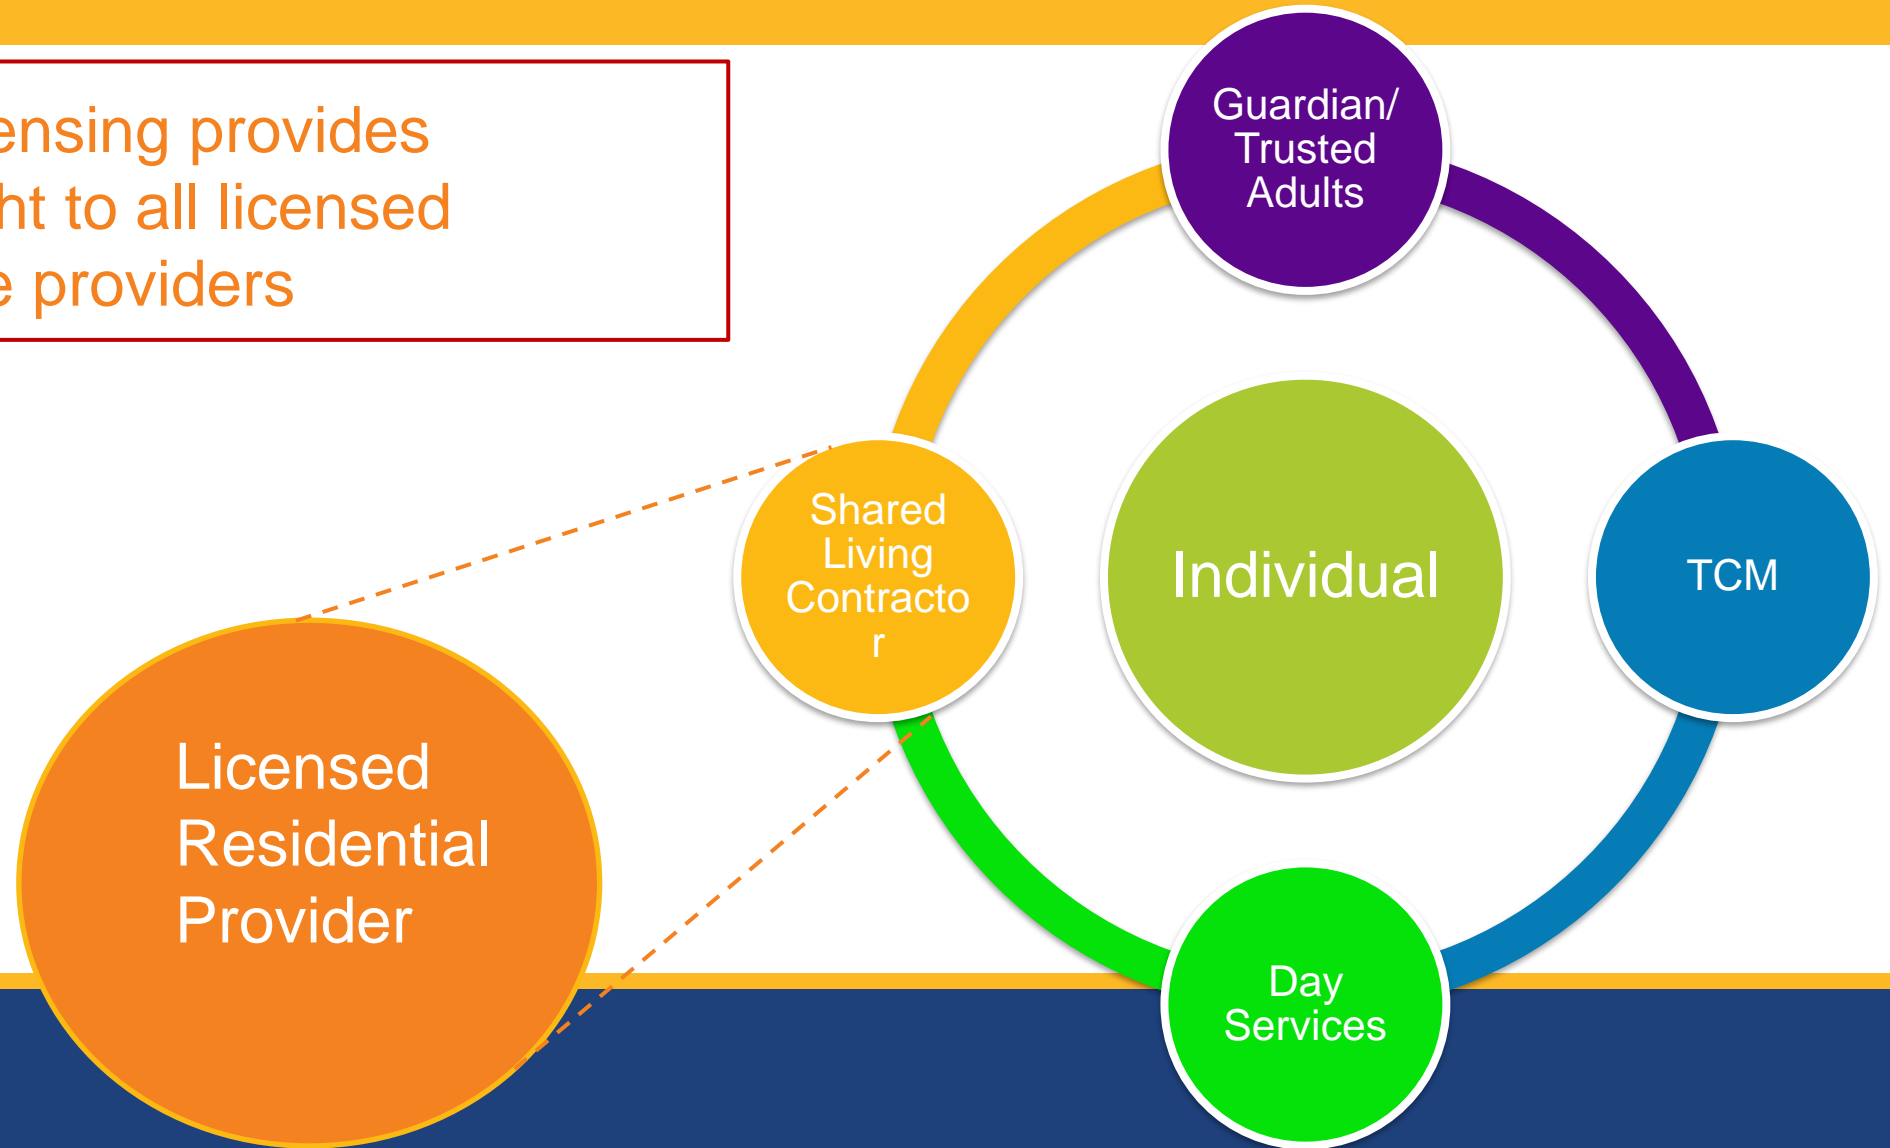 ensing provides
ht to all licensed
e providers
Guardian/
Trusted
Adults
Shared
Living
Contracto
r
Individual
TCM
Licensed
Residential
Provider
Day
Services